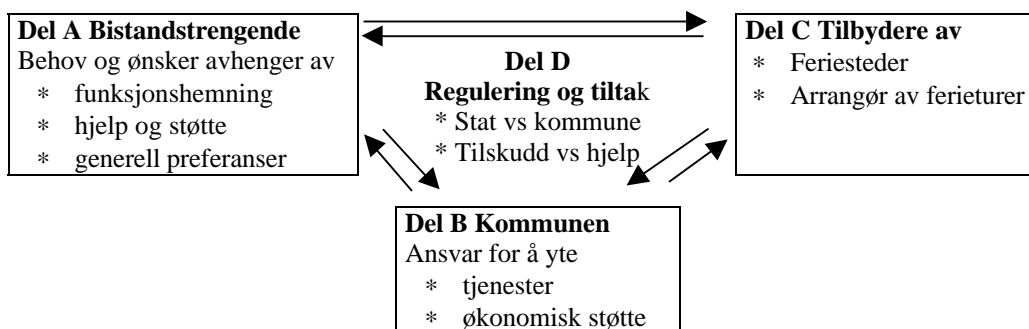 Del A Bistandstrengende
Behov og ønsker avhenger av
* funksjonshemning
* hjelp og støtte
* generell preferanser
Del D
Regulering og tiltak
* Stat vs kommune
* Tilskudd vs hjelp
Del C Tilbydere av
* Feriesteder
* Arrangør av ferieturer
Del B Kommunen
Ansvar for å yte
* tjenester
* økonomisk støtte